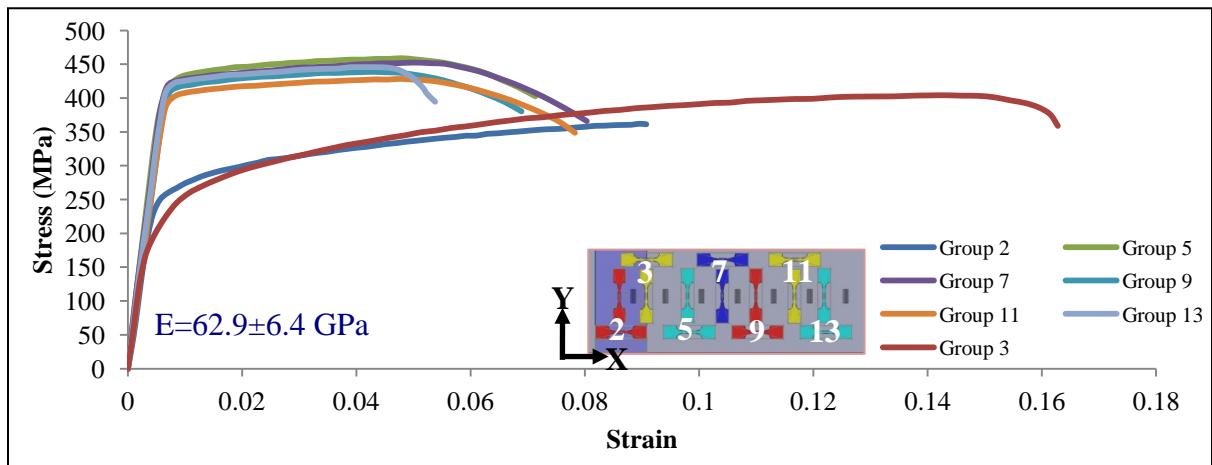 500
450
400
350
300
250
200
150
100
50
0
Stress (MPa)
E=62.9±6.4 GPa
Y
X
3 7 11
2 5 9 13
Group 2 Group 5
Group 7 Group 9
Group 11 Group 13
Group 3
0 0.02 0.04 0.06 0.08 0.1 0.12 0.14 0.16 0.18
Strain